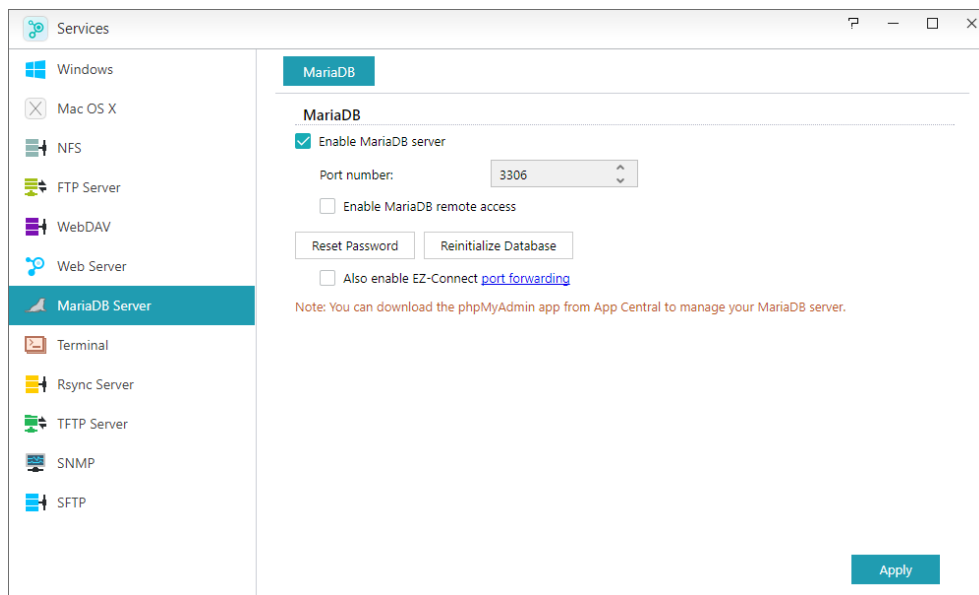 Services
Windows
Mac OS X
NFS
FTP Server
WebDAV
Web Server
MariaDB Server
Terminal
Rsync Server
TFTP Server
SNMP
SFTP
MariaDB
MariaDB
Enable MariaDB server
Port number: 3306
Enable MariaDB remote access
Reset Password Reinitialize Database
Also enable EZ-Connect port forwarding
Note: You can download the phpMyAdmin app from App Central to manage your MariaDB server.
Apply